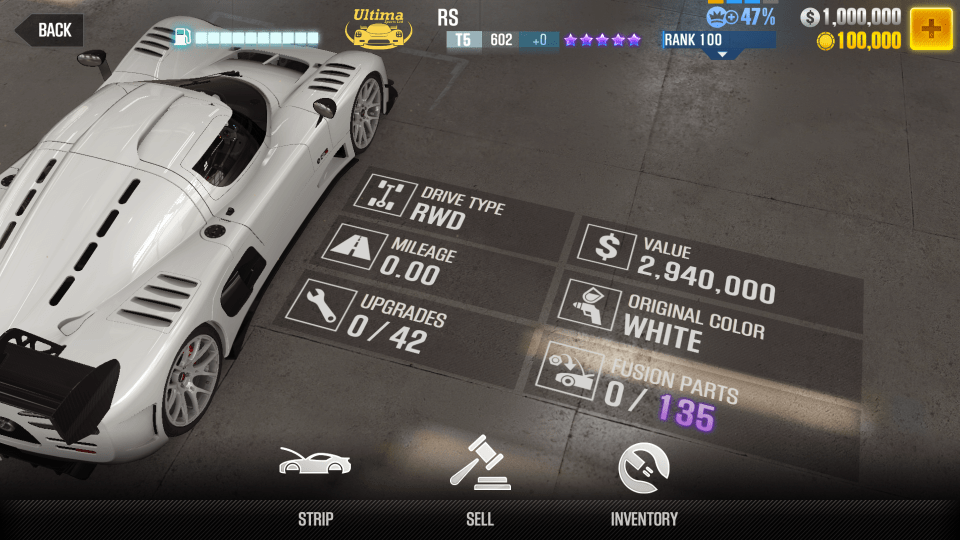 BACK
Ultima
RS
T5 602 +0
47%
RANK 100
1,000,000
100,000
DRIVE TYPE
RWD
MILEAGE
0.00
UPGRADES
0/42
VALUE
2,940,000
ORIGINAL COLOR
WHITE
FUSION PARTS
0/135
STRIP
SELL
INVENTORY